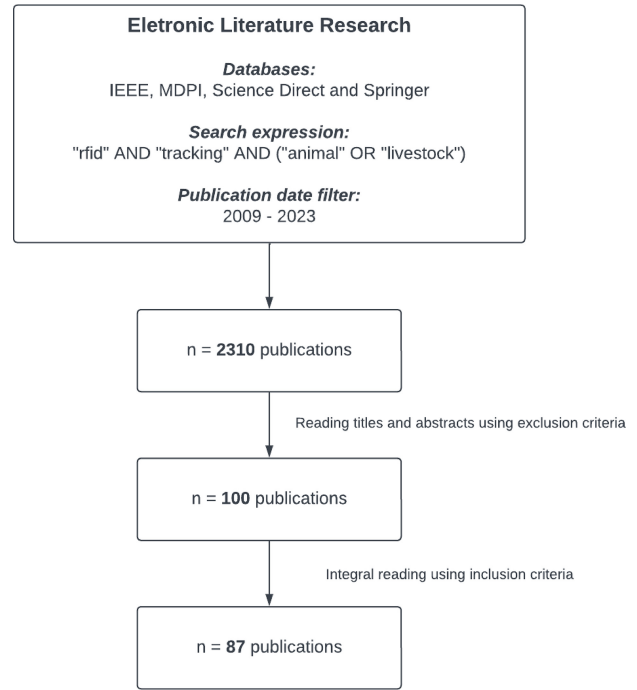 Eletronic Literature Research
Databases:
IEEE, MDPI, Science Direct and Springer
Search expression:
"rfid" AND "tracking" AND ("animal" OR "livestock")
Publication date filter:
2009 - 2023
n = 2310 publications
Reading titles and abstracts using exclusion criteria
n = 100 publications
Integral reading using inclusion criteria
n = 87 publications